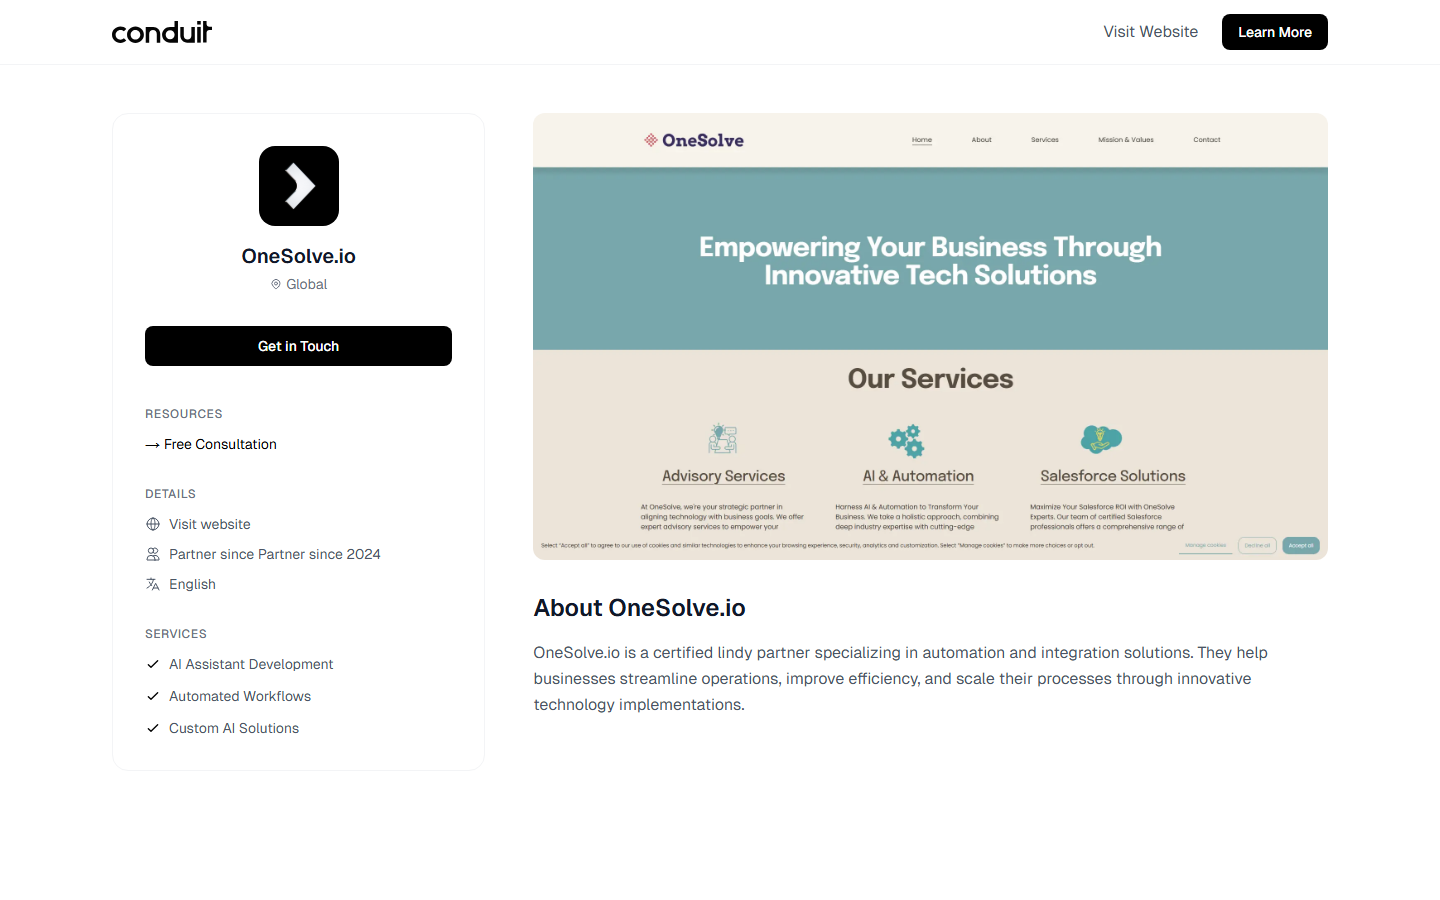 conduit
Visit Website
Learn More
OneSolve.io
Global
Get in Touch
RESOURCES
→ Free Consultation
DETAILS
Visit website
Partner since Partner since 2024
English
SERVICES
AI Assistant Development
Automated Workflows
Custom AI Solutions
OneSolve
Home
About
Services
Mission & Values
Contact
Empowering Your Business Through
Innovative Tech Solutions
Our Services
Advisory Services
At OneSolve, we're your strategic partner in
aligning technology with business goals. We offer
expert advisory services to empower your
AI & Automation
Harness AI & Automation to Transform Your
Business. We take a holistic approach, combining
deep industry expertise with cutting-edge
Salesforce Solutions
Maximize Your Salesforce ROI with OneSolve
Experts. Our team of certified Salesforce
professionals offers a comprehensive range of
Select "Accept all" to agree to our use of cookies and similar technologies to enhance your browsing experience, security, analytics and customization. Select "Manage cookies" to make more choices or opt out.
Manage cookies
Decline all
Accept all
About OneSolve.io
OneSolve.io is a certified lindy partner specializing in automation and integration solutions. They help
businesses streamline operations, improve efficiency, and scale their processes through innovative
technology implementations.